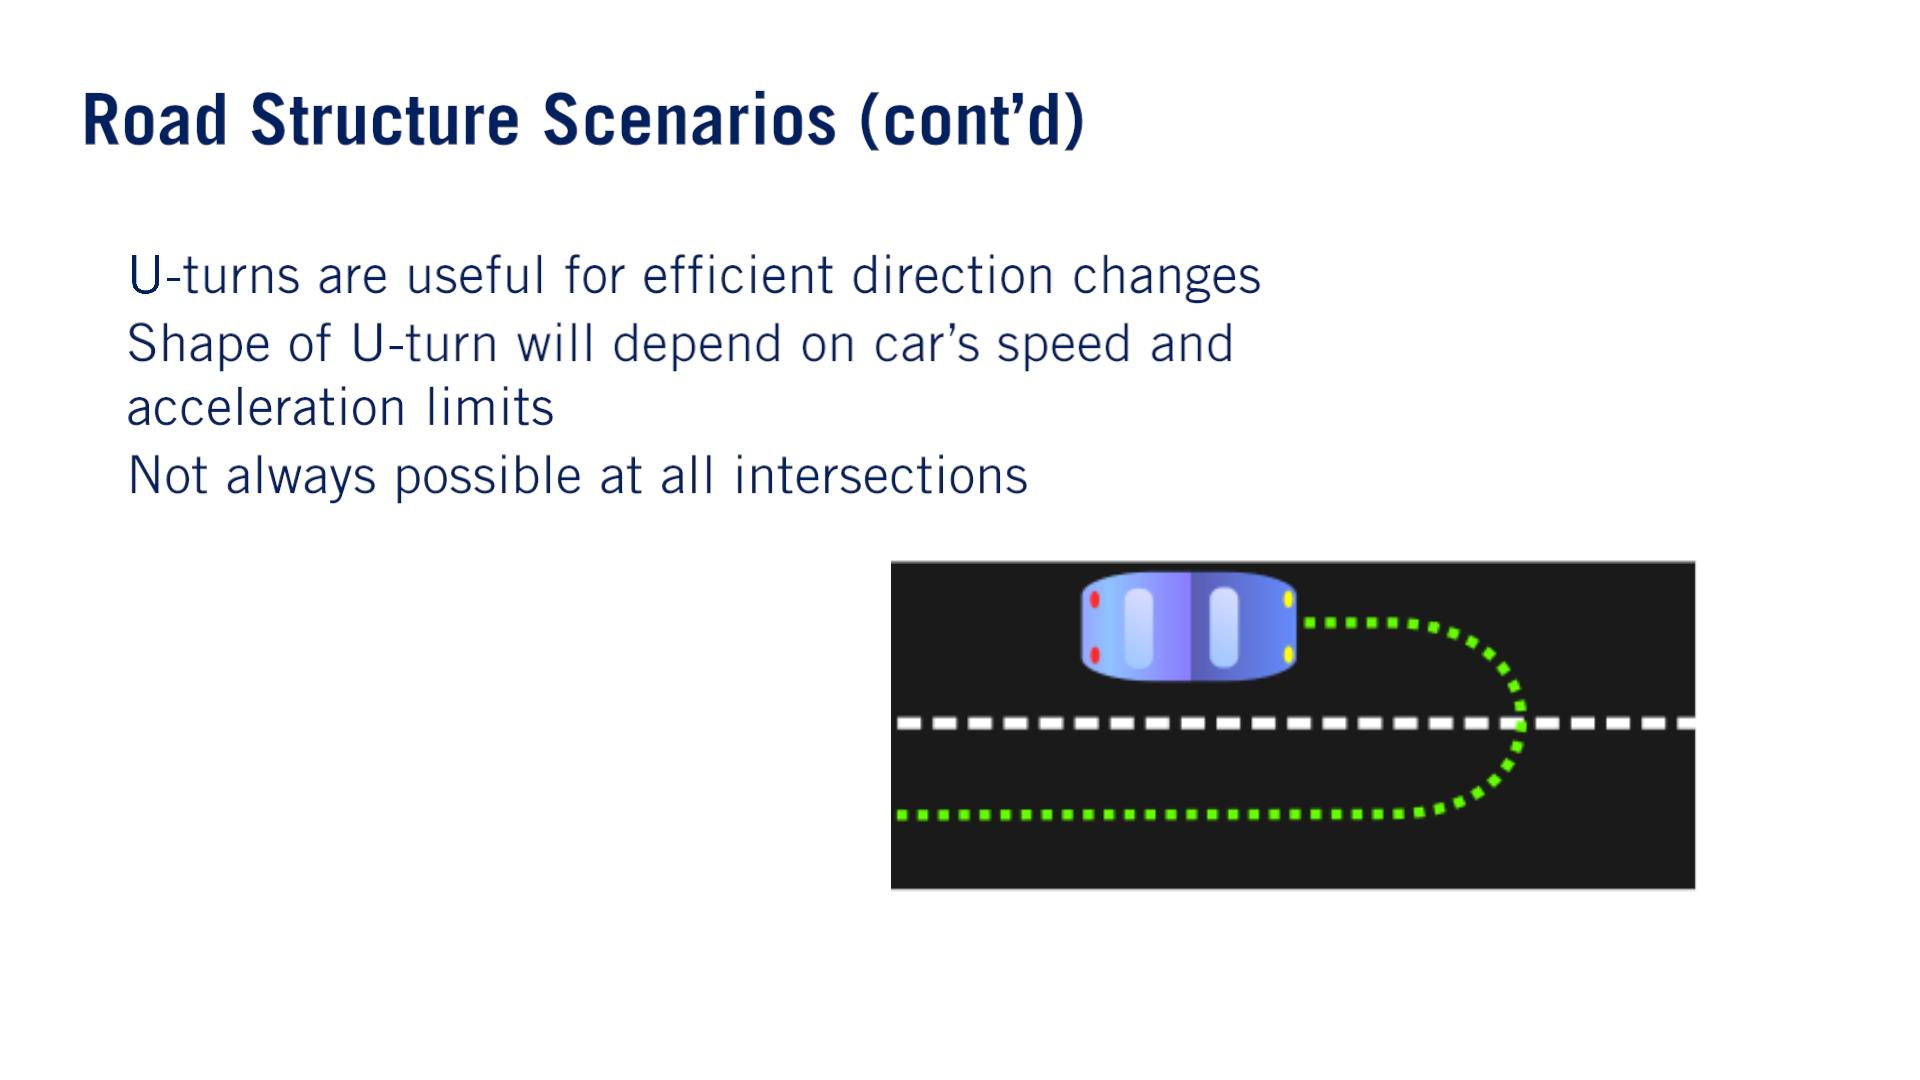 Road Structure Scenarios (cont’d)
U-turns are useful for efficient direction changes
Shape of U-turn will depend on car’s speed and
acceleration limits
Not always possible at all intersections